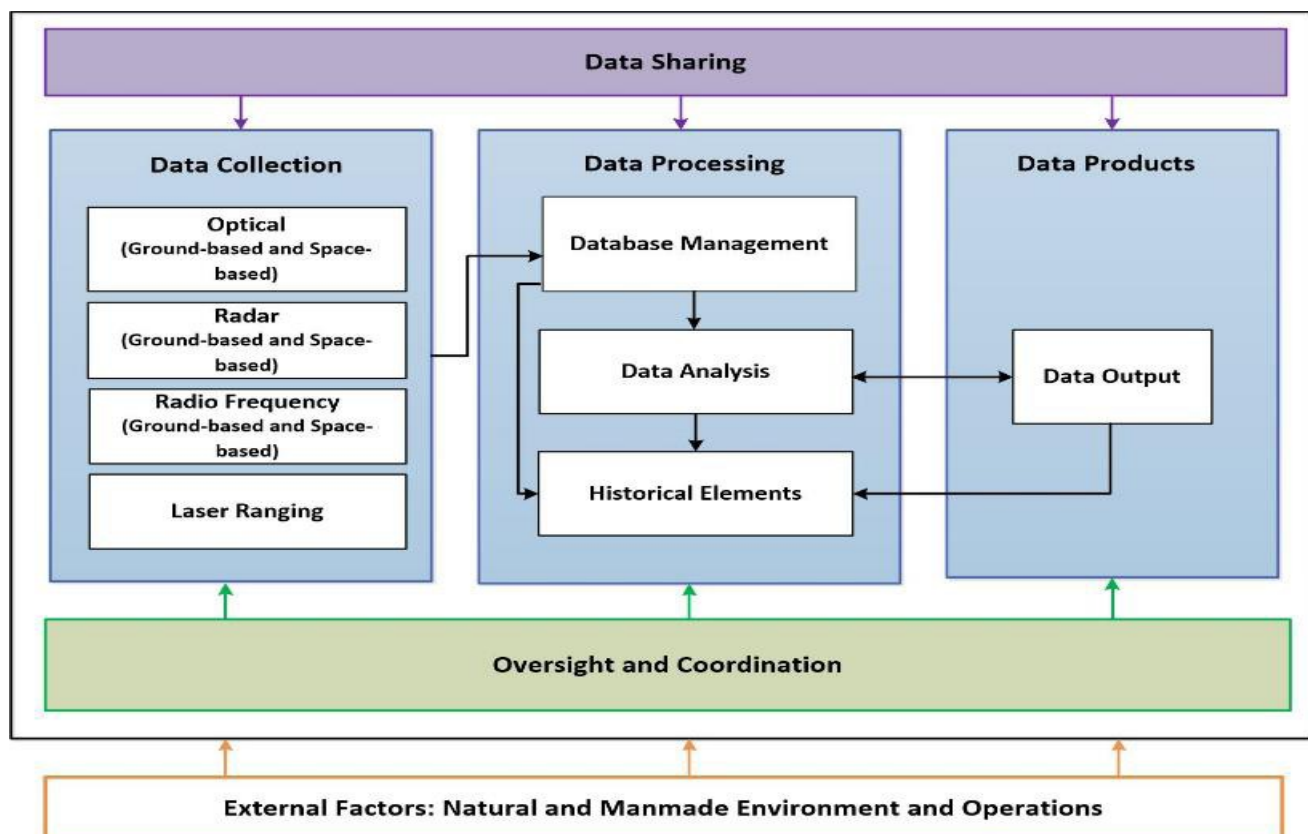 Data Sharing
Data Collection
Optical
(Ground-based and Space-
based)
Radar
(Ground-based and Space-
based)
Radio Frequency
(Ground-based and Space-
based)
Laser Ranging
Data Processing
Database Management
Data Analysis
Historical Elements
Data Products
Data Output
Oversight and Coordination
External Factors: Natural and Manmade Environment and Operations